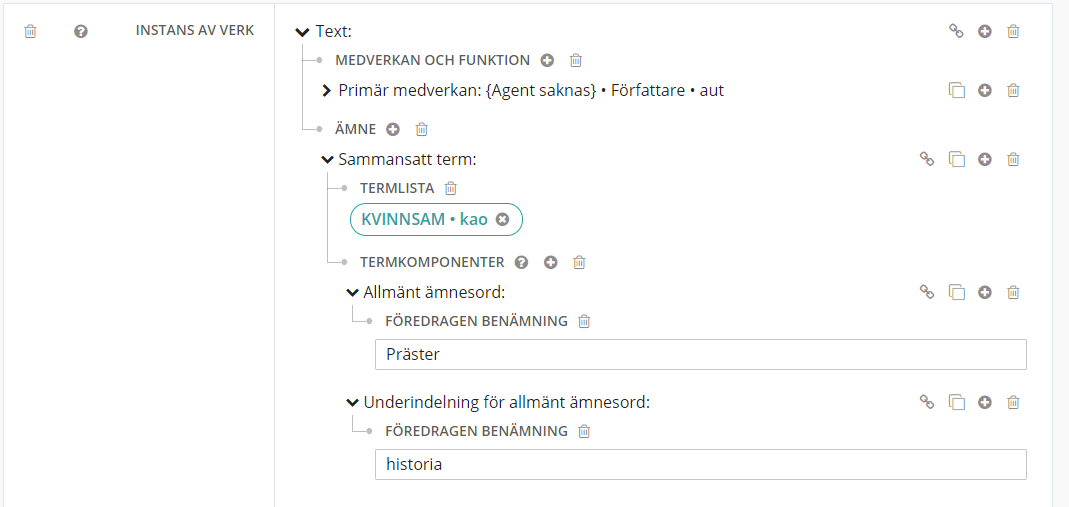 INSTANS AV VERK
Text:
MEDVERKAN OCH FUNKTION
Primär medverkan: {Agent saknas} • Författare • aut
ÄMNE
Sammansatt term:
TERMLISTA
KVINNSAM • kao
TERMKOMPONENTER
Allmänt ämnesord:
FÖREDRAGEN BENÄMNING
Präster
Underindelning för allmänt ämnesord:
FÖREDRAGEN BENÄMNING
historia